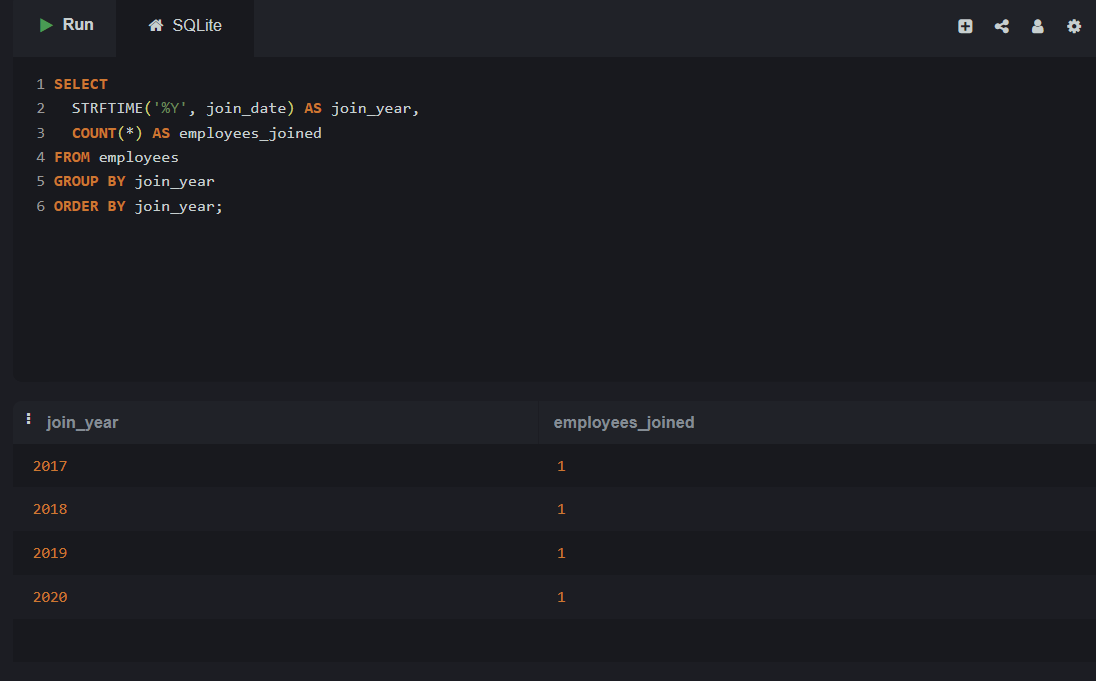 Run SQLite
1 SELECT
2 STRFTIME('%Y', join_date) AS join_year,
3 COUNT(*) AS employees_joined
4 FROM employees
5 GROUP BY join_year
6 ORDER BY join_year;
join_year employees_joined
2017 1
2018 1
2019 1
2020 1